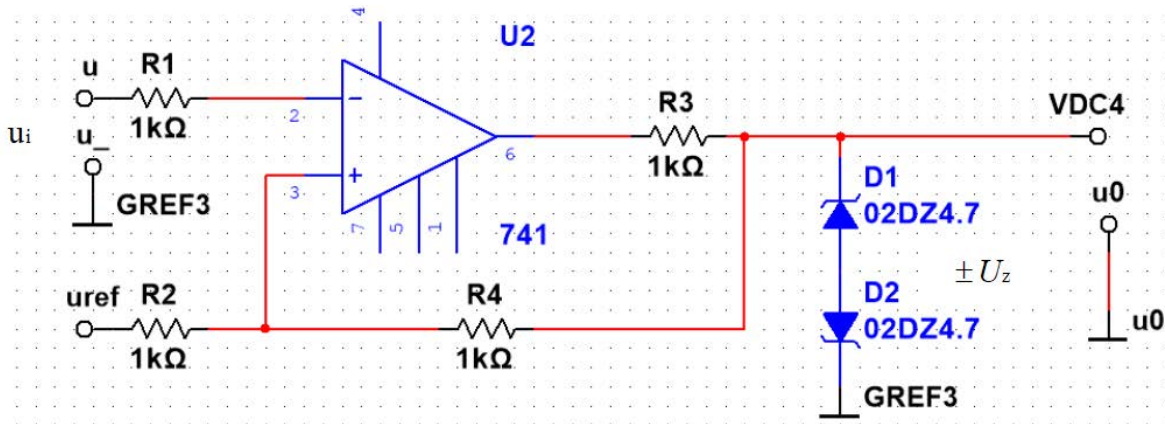 4
U2
u
R1
1kΩ
2
−
R3
1kΩ
VDC4
ui
u_
6
GREF3
3
+
7
5
1
741
D1
02DZ4.7
u0
±Uz
uref
R2
1kΩ
R4
1kΩ
D2
02DZ4.7
u0
GREF3